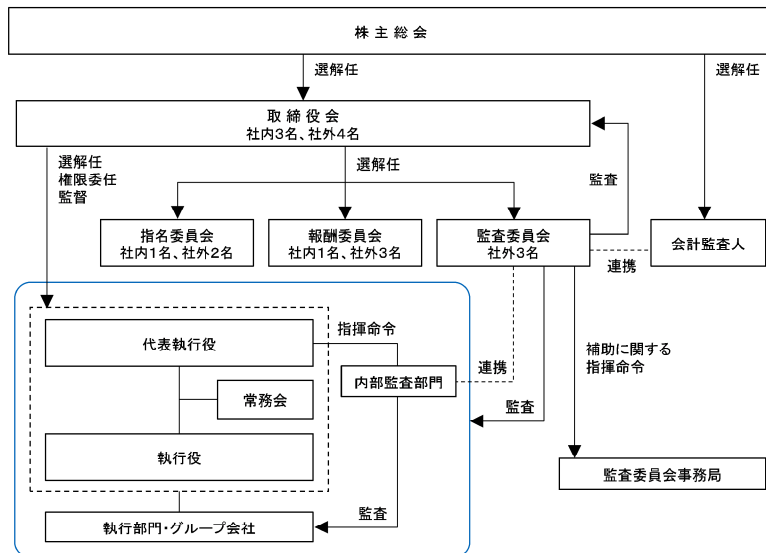 株主総会
選解任
選解任
取締役会
社内3名、社外4名
選解任
権限委任
監督
選解任
監査
指名委員会
社内1名、社外2名
報酬委員会
社内1名、社外3名
監査委員会
社外3名
会計監査人
連携
代表執行役
指揮命令
補助に関する
指揮命令
内部監査部門
連携
常務会
監査
執行役
監査委員会事務局
執行部門・グループ会社
監査